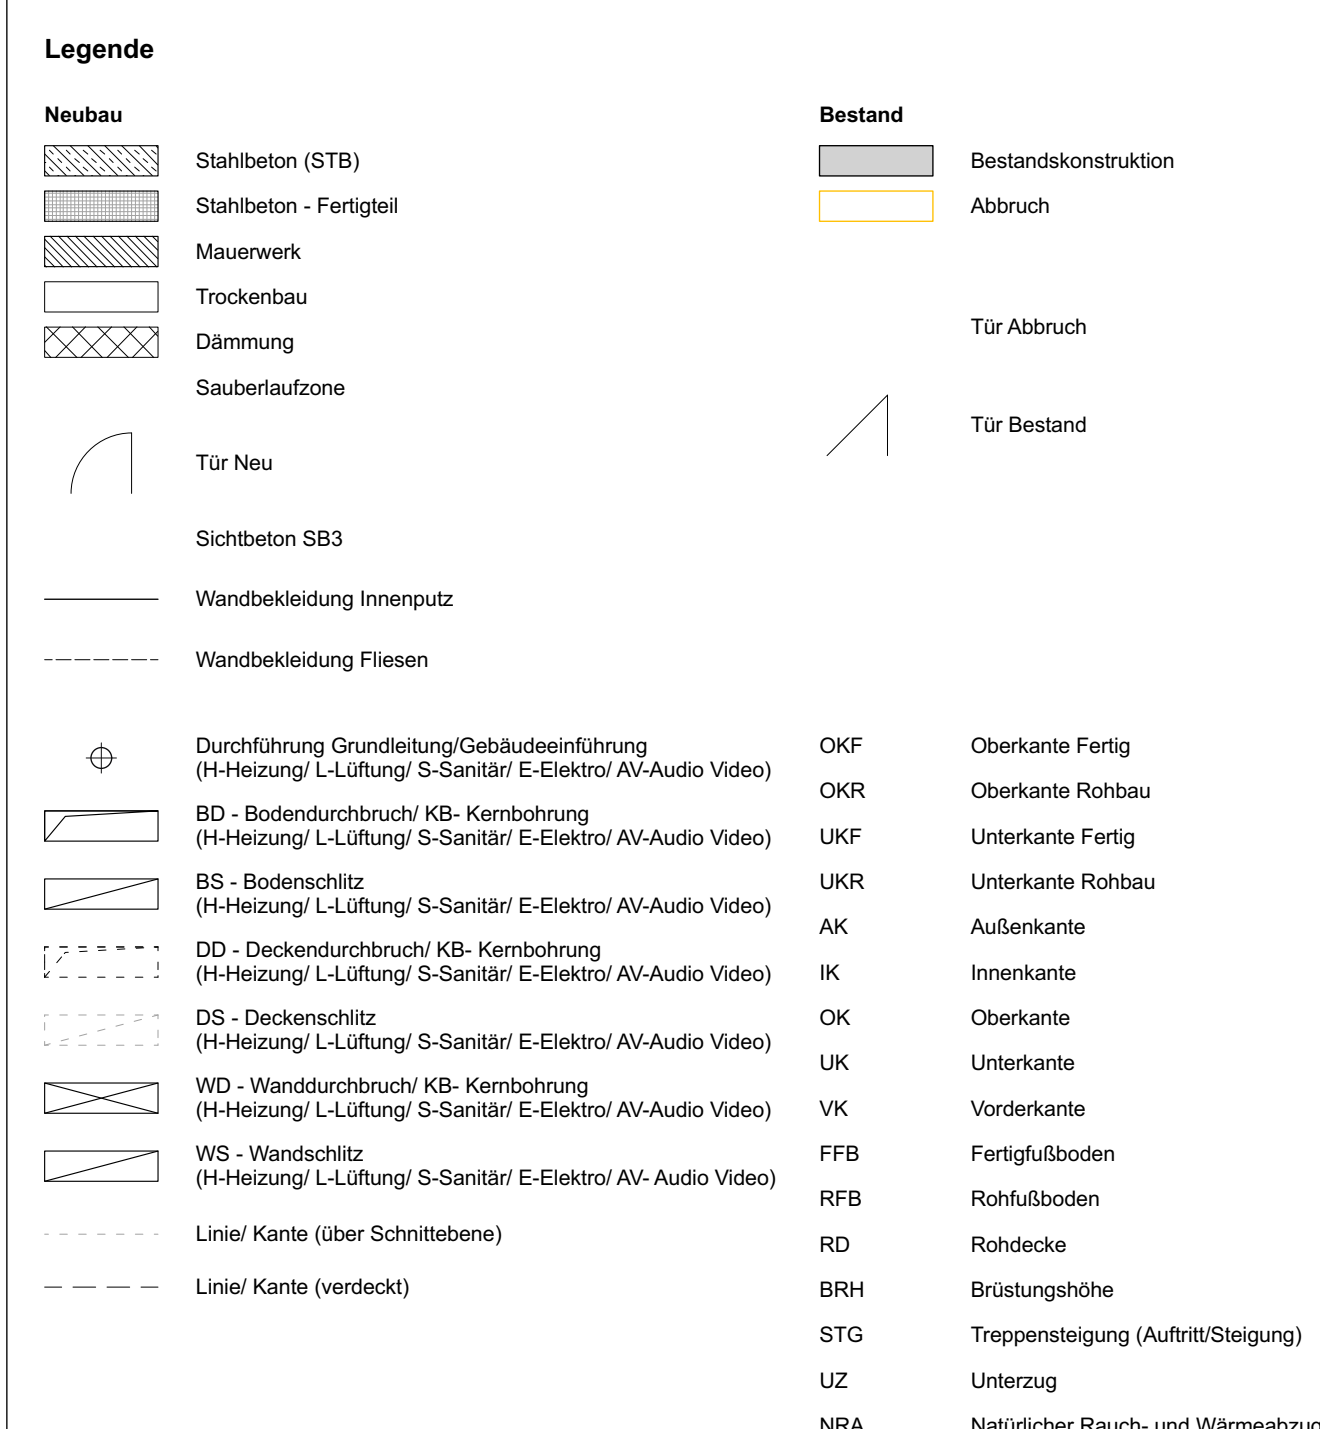 Legende
Neubau
Stahlbeton (STB)
Stahlbeton - Fertigteil
Mauerwerk
Trockenbau
Dämmung
Sauberlaufzone
Tür Neu
Sichtbeton SB3
Wandbekleidung Innenputz
Wandbekleidung Fliesen
Durchführung Grundleitung/Gebäudeeinführung
(H-Heizung/ L-Lüftung/ S-Sanitär/ E-Elektro/ AV-Audio Video)
BD - Bodendurchbruch/ KB- Kernbohrung
(H-Heizung/ L-Lüftung/ S-Sanitär/ E-Elektro/ AV-Audio Video)
BS - Bodenschlitz
(H-Heizung/ L-Lüftung/ S-Sanitär/ E-Elektro/ AV-Audio Video)
DD - Deckendurchbruch/ KB- Kernbohrung
(H-Heizung/ L-Lüftung/ S-Sanitär/ E-Elektro/ AV-Audio Video)
DS - Deckenschlitz
(H-Heizung/ L-Lüftung/ S-Sanitär/ E-Elektro/ AV-Audio Video)
WD - Wanddurchbruch/ KB- Kernbohrung
(H-Heizung/ L-Lüftung/ S-Sanitär/ E-Elektro/ AV-Audio Video)
WS - Wandschlitz
(H-Heizung/ L-Lüftung/ S-Sanitär/ E-Elektro/ AV- Audio Video)
Linie/ Kante (über Schnittebene)
Linie/ Kante (verdeckt)
Bestand
Bestandskonstruktion
Abbruch
Tür Abbruch
Tür Bestand
OKF Oberkante Fertig
OKR Oberkante Rohbau
UKF Unterkante Fertig
UKR Unterkante Rohbau
AK Außenkante
IK Innenkante
OK Oberkante
UK Unterkante
VK Vorderkante
FFB Fertigfußboden
RFB Rohfußboden
RD Rohdecke
BRH Brüstungshöhe
STG Treppensteigung (Auftritt/Steigung)
UZ Unterzug
NRA Natürlicher Rauch- und Wärmeabzug